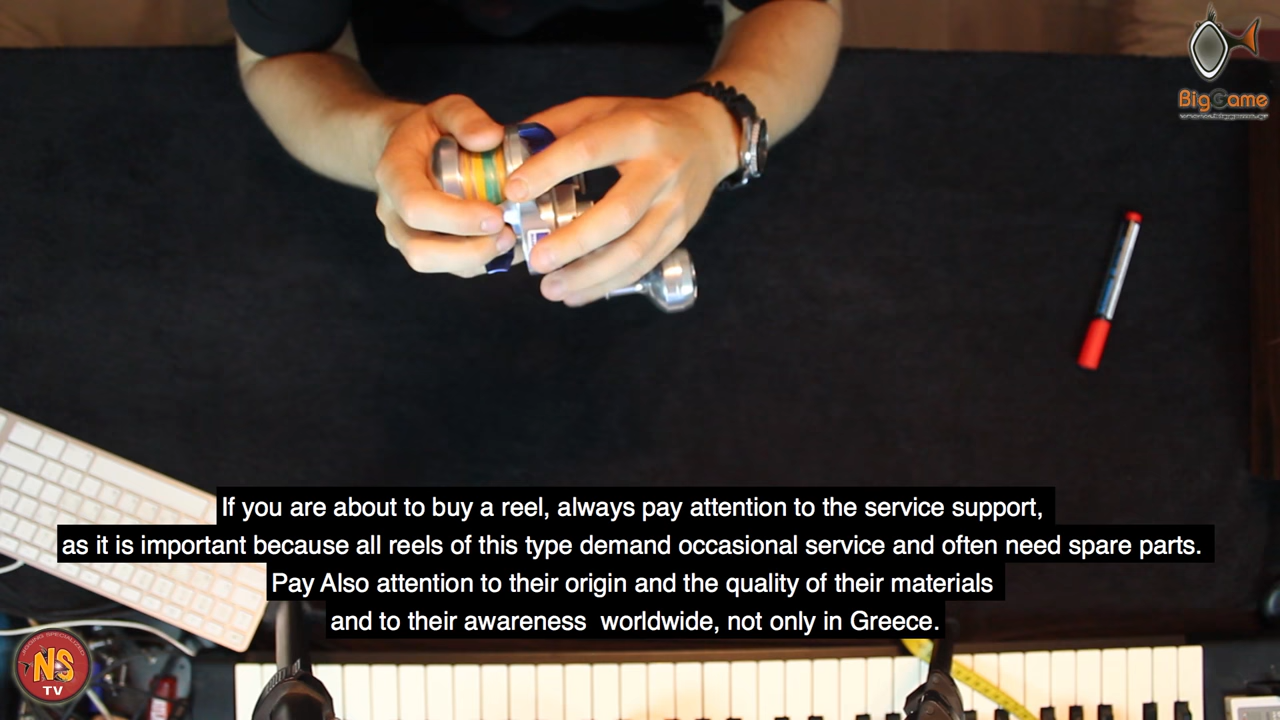 BigGame
If you are about to buy a reel, always pay attention to the service support,
as it is important because all reels of this type demand occasional service and often need spare parts.
Pay Also attention to their origin and the quality of their materials
and to their awareness  worldwide, not only in Greece.
NS
TV